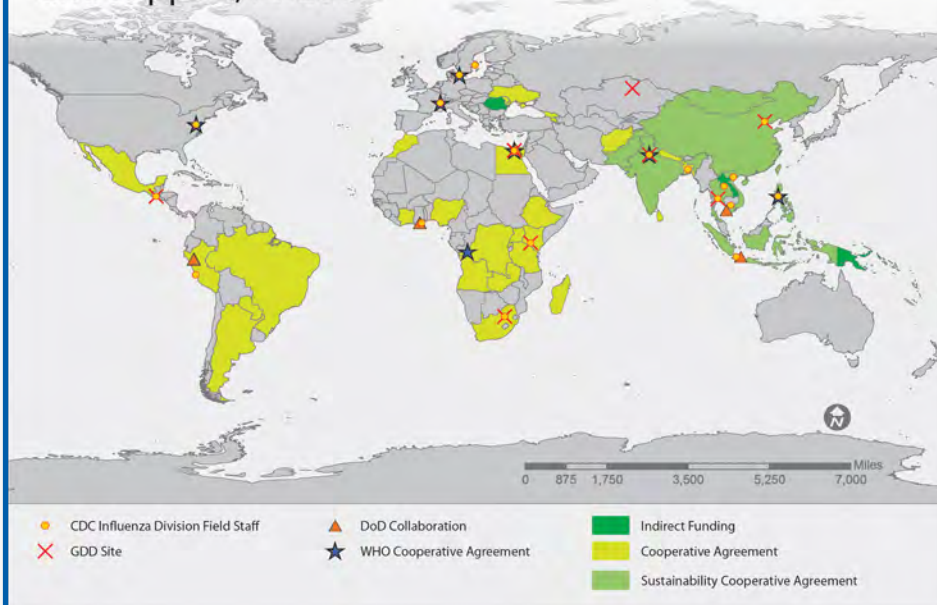 N
Miles
0 875 1,750 3,500 5,250 7,000
CDC Influenza Division Field Staff
GDD Site
DoD Collaboration
WHO Cooperative Agreement
Indirect Funding
Cooperative Agreement
Sustainability Cooperative Agreement